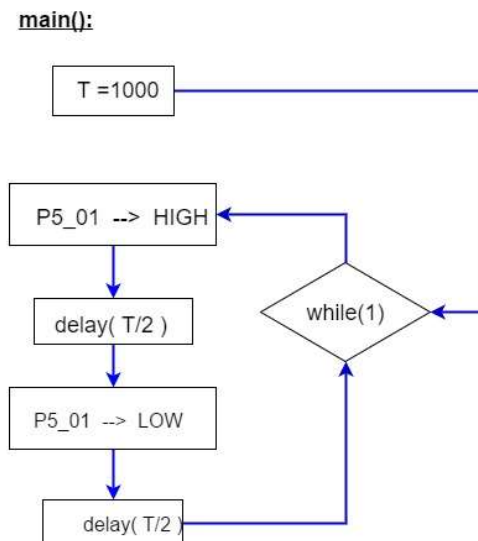 main():
T =1000
P5_01 --> HIGH
while(1)
delay( T/2 )
P5_01 --> LOW
delay( T/2 )